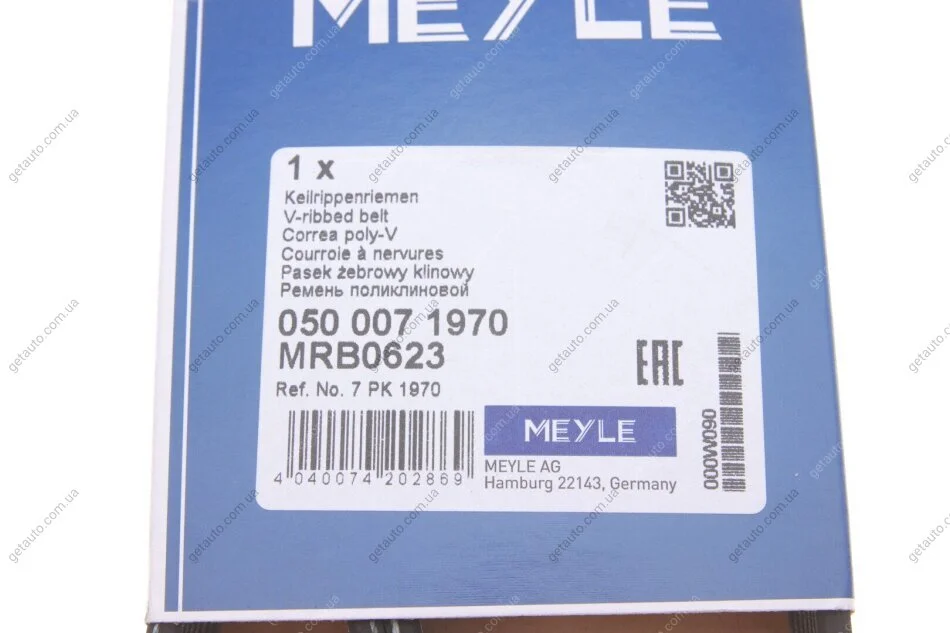 MEYLE
1 x
Keilrippenriemen
V-ribbed belt
Correa poly-V
Courroie à nervures
Pasek żebrowy klinowy
Ремень поликлиновой
050 007 1970
MRB0623
Ref. No. 7 PK 1970
EAC
000W090
4 040074 202869
MEYLE
MEYLE AG
Hamburg 22143, Germany
getauto.com.ua